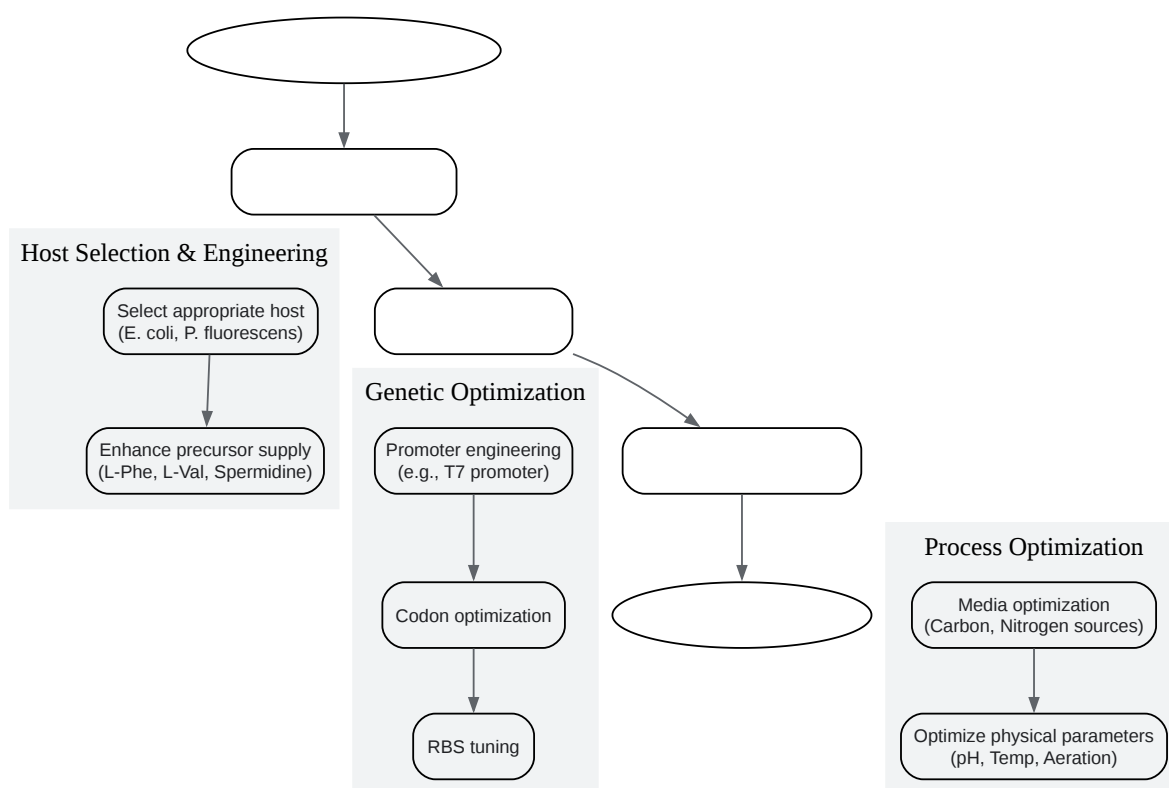 Host Selection & Engineering
Select appropriate host
(E. coli, P. fluorescens)
Enhance precursor supply
(L-Phe, L-Val, Spermidine)
Genetic Optimization
Promoter engineering
(e.g., T7 promoter)
Codon optimization
RBS tuning
Process Optimization
Media optimization
(Carbon, Nitrogen sources)
Optimize physical parameters
(pH, Temp, Aeration)